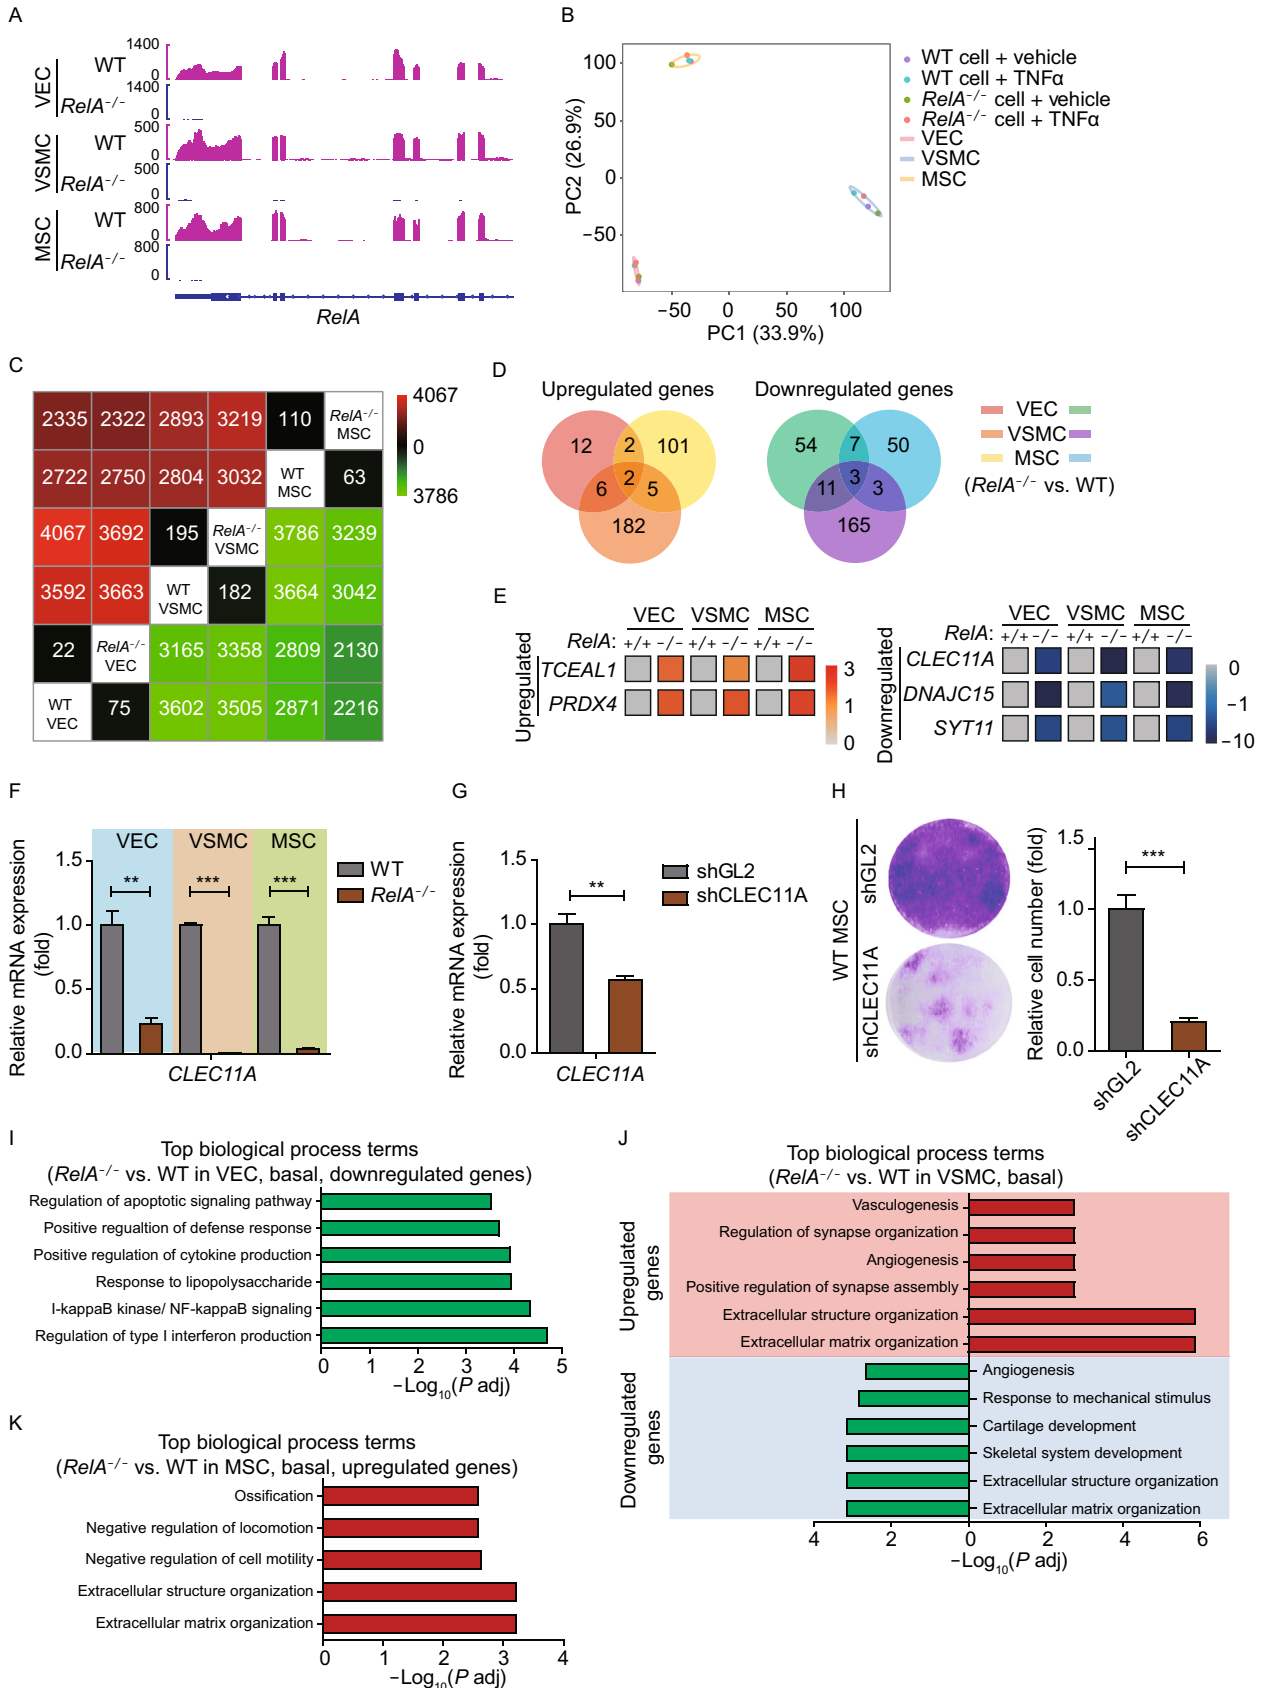 A
VEC
WT
1400
0
RelA−/−
1400
0
VSMC
WT
500
0
RelA−/−
500
0
MSC
WT
800
0
RelA−/−
800
0
RelA
B
PC2 (26.9%)
100
50
0
−50
−50 0 50 100
PC1 (33.9%)
WT cell + vehicle
WT cell + TNFα
RelA−/− cell + vehicle
RelA−/− cell + TNFα
VEC
VSMC
MSC
C
2335 2322 2893 3219 110 RelA−/− MSC
2722 2750 2804 3032 WT MSC 63
4067 3692 195 RelA−/− VSMC 3786 3239
3592 3663 WT VSMC 182 3664 3042
22 RelA−/− VEC 3165 3358 2809 2130
WT VEC 75 3602 3505 2871 2216
4067
0
3786
D
Upregulated genes
12 2 101
2
6 5
182
Downregulated genes
54 7 50
3
11 3
165
VEC
VSMC
MSC
(RelA−/− vs. WT)
E
Upregulated
VEC VSMC MSC
RelA: +/+ −/− +/+ −/− +/+ −/−
TCEAL1
PRDX4
3
1
0
Downregulated
VEC VSMC MSC
RelA: +/+ −/− +/+ −/− +/+ −/−
CLEC11A
DNAJC15
SYT11
0
−1
−10
F
Relative mRNA expression
(fold)
VEC VSMC MSC
1.5
1.0
0.5
0.0
** *** ***
CLEC11A
WT
RelA−/−
G
Relative mRNA expression
(fold)
1.5
1.0
0.5
0.0
**
CLEC11A
shGL2
shCLEC11A
H
WT MSC
shGL2
shCLEC11A
Relative cell number (fold)
1.5
1.0
0.5
0.0
***
shGL2
shCLEC11A
I
Top biological process terms
(RelA−/− vs. WT in VEC, basal, downregulated genes)
Regulation of apoptotic signaling pathway
Positive regualtion of defense response
Positive regulation of cytokine production
Response to lipopolysaccharide
I-kappaB kinase/ NF-kappaB signaling
Regulation of type I interferon production
0 1 2 3 4 5
−Log10(P adj)
J
Top biological process terms
(RelA−/− vs. WT in VSMC, basal)
Upregulated
genes
Vasculogenesis
Regulation of synapse organization
Angiogenesis
Positive regulation of synapse assembly
Extracellular structure organization
Extracellular matrix organization
Downregulated
genes
Angiogenesis
Response to mechanical stimulus
Cartilage development
Skeletal system development
Extracellular structure organization
Extracellular matrix organization
4 2 0 2 4 6
−Log10(P adj)
K
Top biological process terms
(RelA−/− vs. WT in MSC, basal, upregulated genes)
Ossification
Negative regulation of locomotion
Negative regulation of cell motility
Extracellular structure organization
Extracellular matrix organization
0 1 2 3 4
−Log10(P adj)